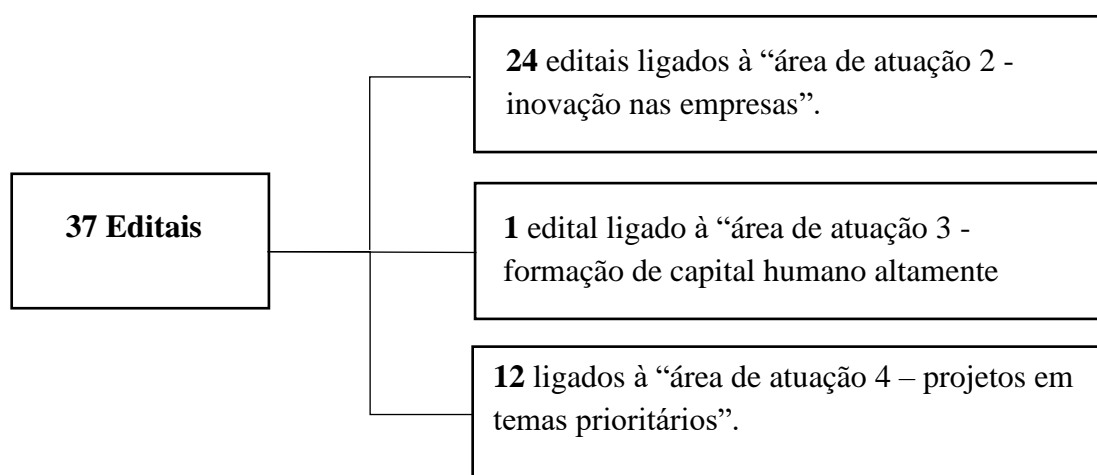 24 editais ligados à “área de atuação 2 -
inovação nas empresas”.
37 Editais
1 edital ligado à “área de atuação 3 -
formação de capital humano altamente
12 ligados à “área de atuação 4 – projetos em
temas prioritários”.